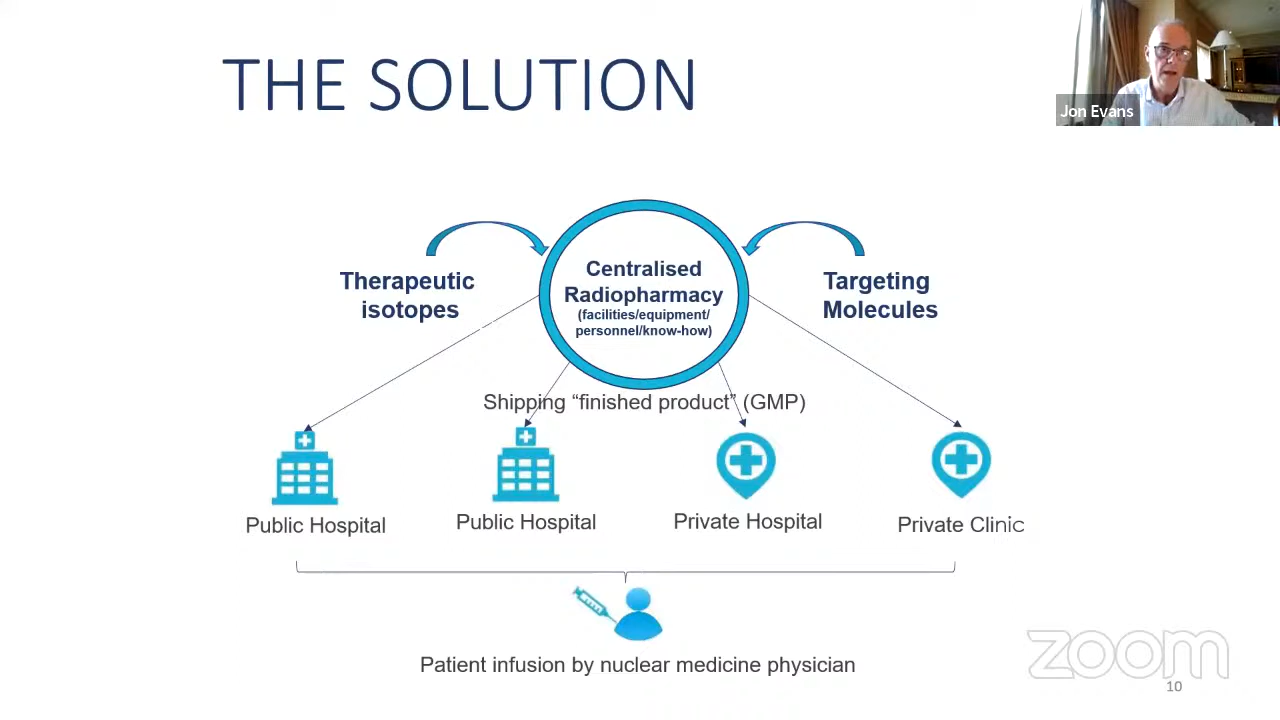 THE SOLUTION
Jon Evans
Therapeutic
isotopes
Centralised
Radiopharmacy
(facilities/equipment/
personnel/know-how)
Targeting
Molecules
Shipping “finished product” (GMP)
Public Hospital
Public Hospital
Private Hospital
Private Clinic
Patient infusion by nuclear medicine physician
zoom
10